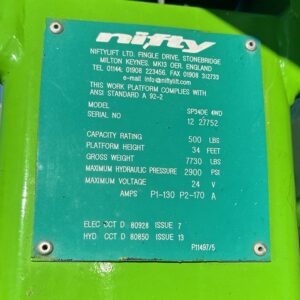 nifty
NIFTYLIFT LTD. FINGLE DRIVE, STONEBRIDGE
MILTON KEYNES, MK13 OER, ENGLAND
TEL 01144: 01908 223456, FAX 01908 312733
e-mail info@niftylift.com
THIS WORK PLATFORM COMPLIES WITH
ANSI STANDARD A 92-2
MODEL SP34DE 4WD
SERIAL NO 12 27752
CAPACITY RATING 500 LBS
PLATFORM HEIGHT 34 FEET
GROSS WEIGHT 7730 LBS
MAXIMUM HYDRAULIC PRESSURE 2900 PSI
MAXIMUM VOLTAGE 24 V
AMPS P1-130 P2-170 A
ELEC CCT D 80928 ISSUE 7
HYD CCT D 80850 ISSUE 13
P11497/5